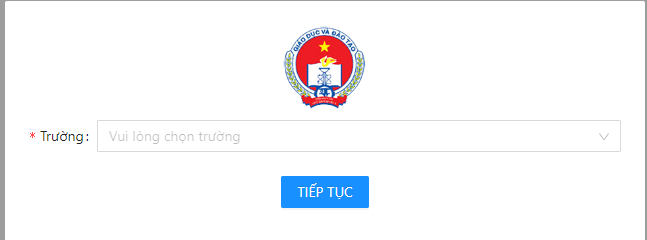 GIÁO DỤC VÀ ĐÀO TẠO
* Trường:
Vui lòng chọn trường
TIẾP TỤC